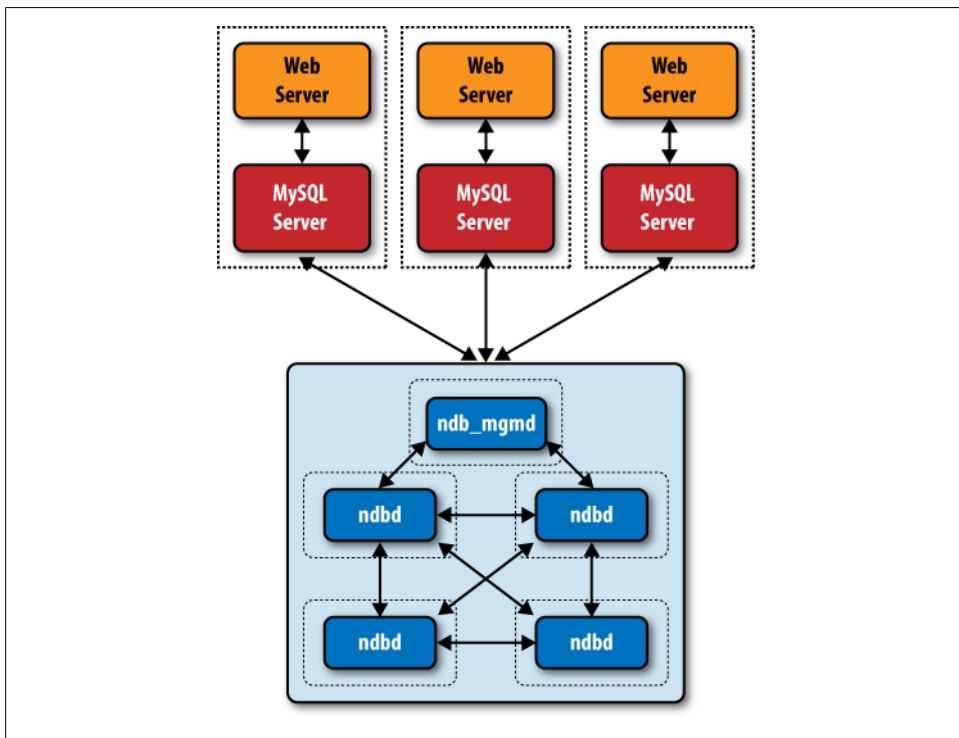 Web
Server
Web
Server
Web
Server
MySQL
Server
MySQL
Server
MySQL
Server
ndb_mgmd
ndbd
ndbd
ndbd
ndbd